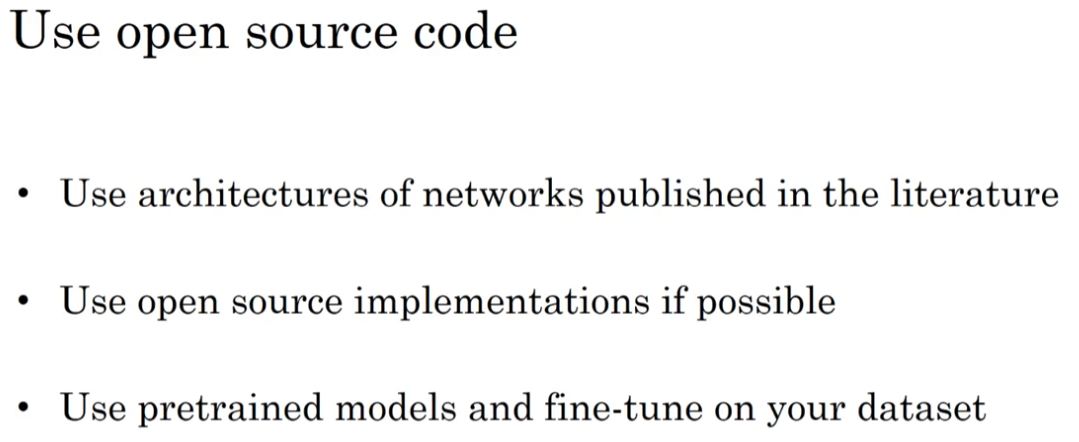 Use open source code
• Use architectures of networks published in the literature
• Use open source implementations if possible
• Use pretrained models and fine-tune on your dataset